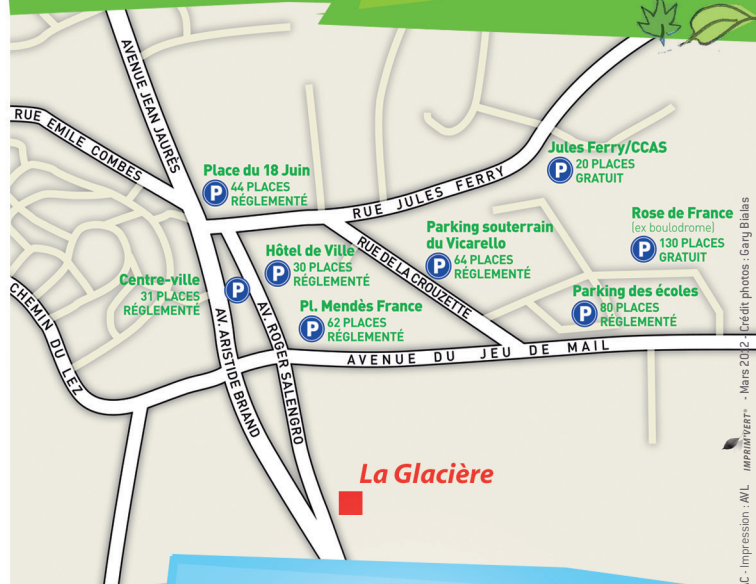 AVENUE JEAN JAURÈS
RUE EMILE COMBES
Place du 18 Juin
P
44 PLACES
RÉGLEMENTÉ
RUE JULES FERRY
Jules Ferry/CCAS
P
20 PLACES
GRATUIT
Rose de France
(ex boulodrome)
P
130 PLACES
GRATUIT
Parking souterrain
du Vicarello
P
64 PLACES
RÉGLEMENTÉ
RUE DE LA CROUZETTE
Hôtel de Ville
P
30 PLACES
RÉGLEMENTÉ
Centre-ville
31 PLACES
RÉGLEMENTÉ
P
Parking des écoles
P
80 PLACES
RÉGLEMENTÉ
Pl. Mendès France
P
62 PLACES
RÉGLEMENTÉ
CHEMIN DU LEZ
AV. ARISTIDE BRIAND
AV. ROGER SALENGRO
AVENUE DU JEU DE MAIL
La Glacière
C - Impression : AVL IMPRIM'VERT® - Mars 2012 - Crédit photos : Gary Bialas